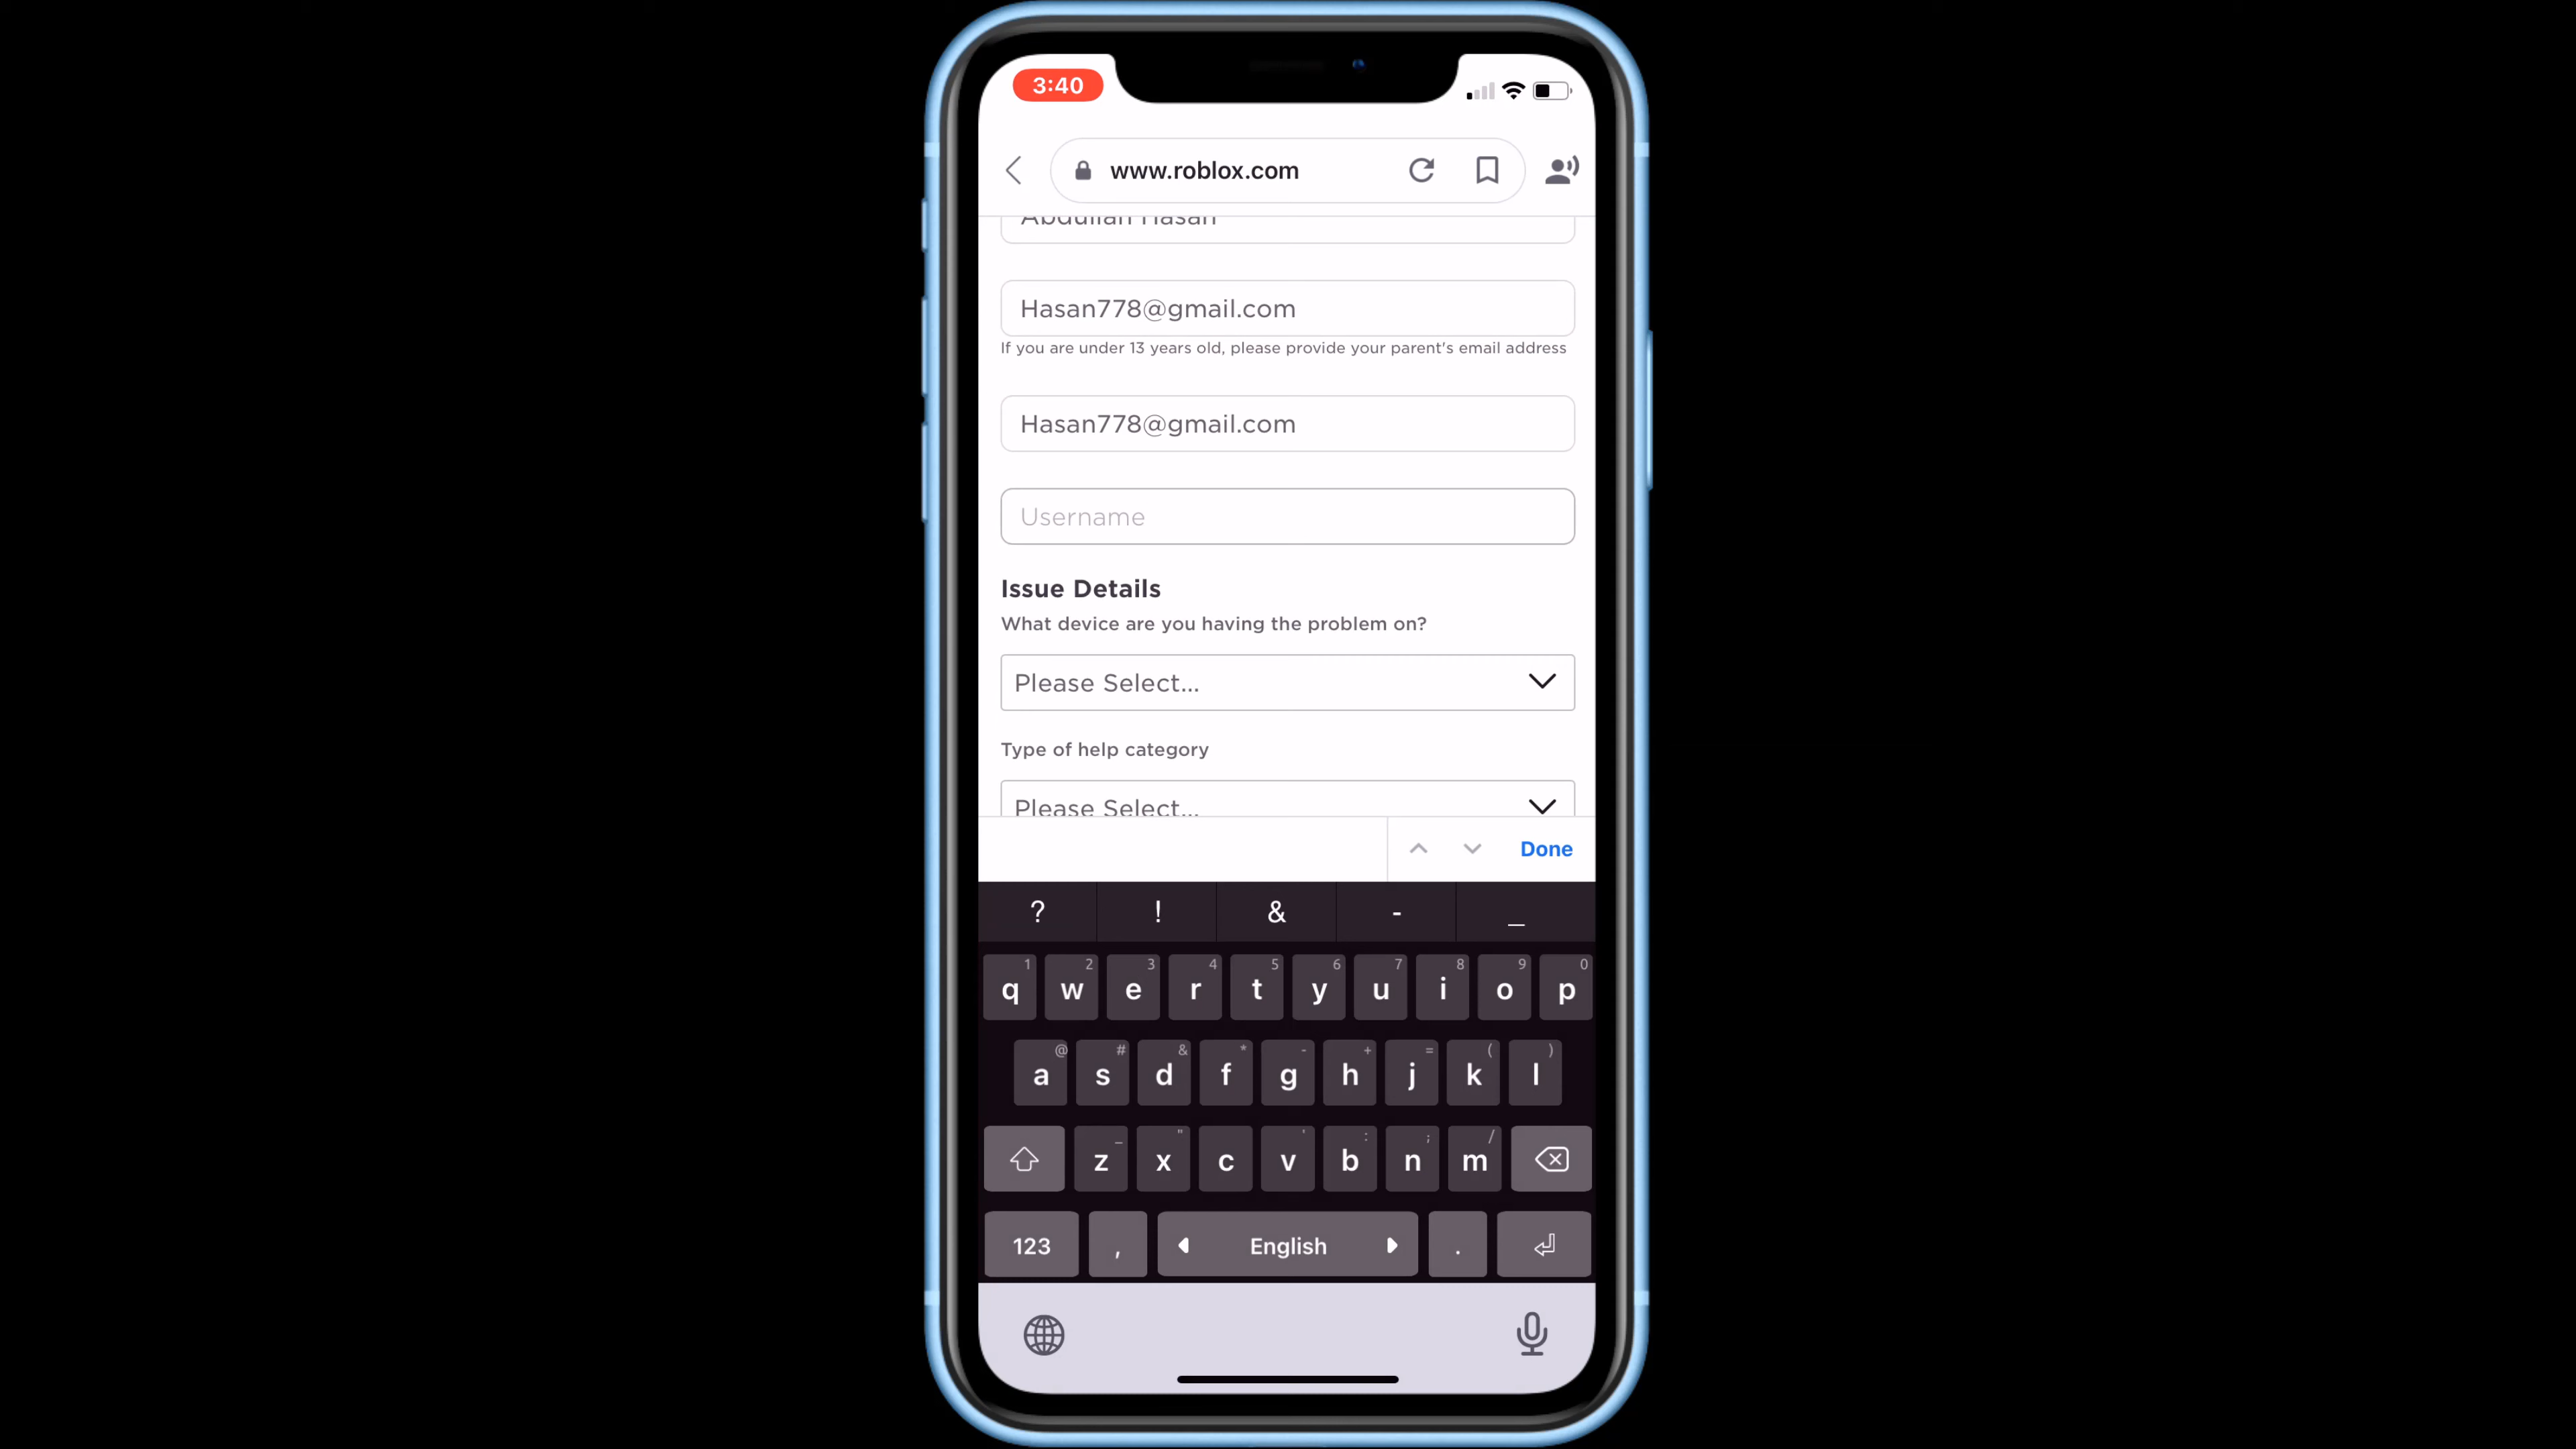 3:40
www.roblox.com
Abdullah Hasan
Hasan778@gmail.com
If you are under 13 years old, please provide your parent's email address
Hasan778@gmail.com
Username
Issue Details
What device are you having the problem on?
Please Select...
Type of help category
Please Select...
Done
? ! & - _
1 2 3 4 5 6 7 8 9 0
q w e r t y u i o p
@ # & * - + = ( )
a s d f g h j k l
_ " ' : ; /
z x c v b n m
123 , English .